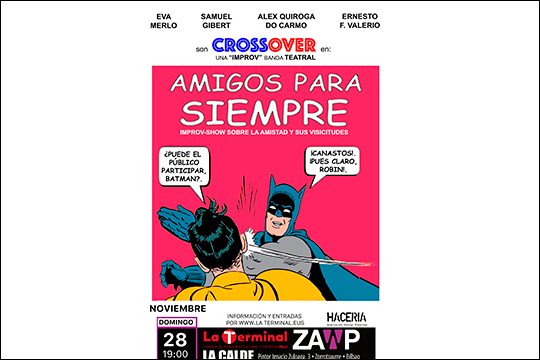 EVA SAMUEL ALEX QUIROGA ERNESTO
MERLO GIBERT DO CARMO F. VALERIO
son CROSSOVER en:
UNA "IMPROV" BANDA TEATRAL
AMIGOS PARA
SIEMPRE
IMPROV-SHOW SOBRE LA AMISTAD Y SUS VISICITUDES
¿PUEDE EL
PÚBLICO
PARTICIPAR,
BATMAN?.
¡CANASTOS!.
¡PUES CLARO,
ROBIN!.
NOVIEMBRE
DOMINGO
28
19:00
INFORMACIÓN Y ENTRADAS
POR WWW.LA TERMINAL.EUS
HACERIA
La Terminal ZAWP
LA CALDE Pintor Ignacio Zuloaga, 3 • Zorrotzaurre • Bilbao